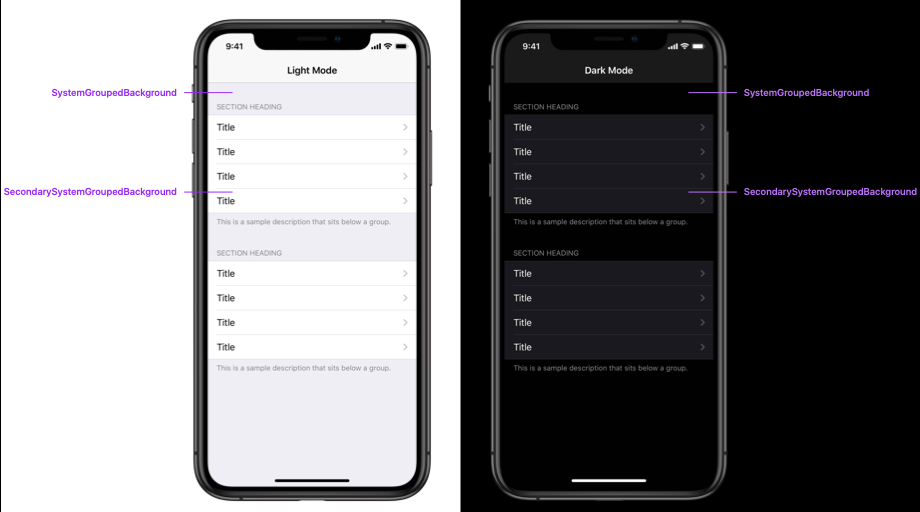 9:41
Light Mode
SystemGroupedBackground
SECTION HEADING
Title
Title
Title
SecondarySystemGroupedBackground
Title
This is a sample description that sits below a group.
SECTION HEADING
Title
Title
Title
Title
This is a sample description that sits below a group.
9:41
Dark Mode
SystemGroupedBackground
SECTION HEADING
Title
Title
Title
SecondarySystemGroupedBackground
Title
This is a sample description that sits below a group.
SECTION HEADING
Title
Title
Title
Title
This is a sample description that sits below a group.